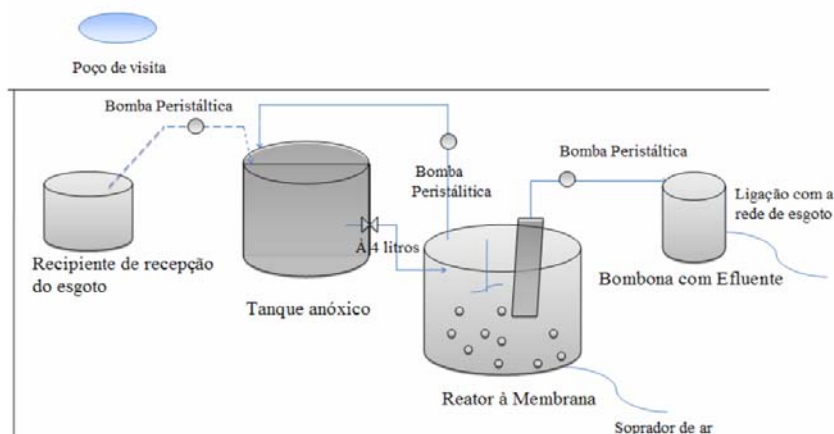 Poço de visita
Bomba Peristáltica
Bomba
Peristálitica
Bomba Peristáltica
Ligação com a
rede de esgoto
À 4 litros
Recipiente de recepção
do esgoto
Tanque anóxico
Bombona com Efluente
Reator à Membrana
Soprador de ar